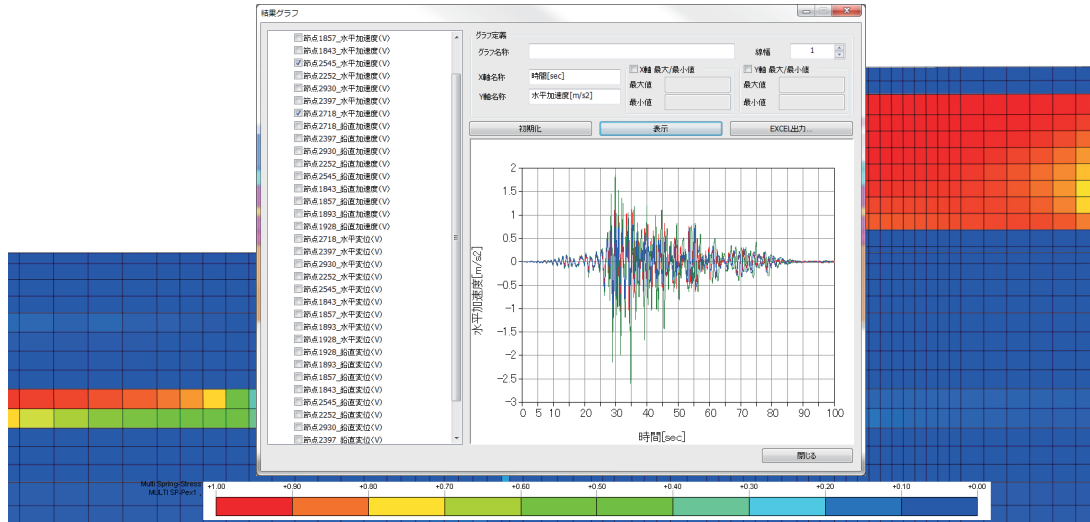 結果グラフ
節点1857_水平加速度(V)
節点1843_水平加速度(V)
節点2545_水平加速度(V)
節点2252_水平加速度(V)
節点2930_水平加速度(V)
節点2397_水平加速度(V)
節点2718_水平加速度(V)
節点2718_鉛直加速度(V)
節点2397_鉛直加速度(V)
節点2930_鉛直加速度(V)
節点2252_鉛直加速度(V)
節点2545_鉛直加速度(V)
節点1843_鉛直加速度(V)
節点1857_鉛直加速度(V)
節点1893_鉛直加速度(V)
節点1928_鉛直加速度(V)
節点2718_水平変位(V)
節点2397_水平変位(V)
節点2930_水平変位(V)
節点2252_水平変位(V)
節点2545_水平変位(V)
節点1843_水平変位(V)
節点1857_水平変位(V)
節点1893_水平変位(V)
節点1928_水平変位(V)
節点1928_鉛直変位(V)
節点1893_鉛直変位(V)
節点1857_鉛直変位(V)
節点1843_鉛直変位(V)
節点2545_鉛直変位(V)
節点2252_鉛直変位(V)
節点2930_鉛直変位(V)
節点2397_鉛直変位(V)
グラフ定義
グラフ名称 線幅 1
X軸名称 時間[sec]
Y軸名称 水平加速度[m/s2]
X軸 最大/最小値
最大値
最小値
Y軸 最大/最小値
最大値
最小値
初期化 表示 EXCEL出力...
水平加速度[m/s2]
2
1.5
1
0.5
0
-0.5
-1
-1.5
-2
-2.5
-3
0 5 10 20 30 40 50 60 70 80 90 100
時間[sec]
閉じる
Multi Spring-Stress
MULTI SP-Pex1 ,
+1.00 +0.90 +0.80 +0.70 +0.60 +0.50 +0.40 +0.30 +0.20 +0.10 +0.00